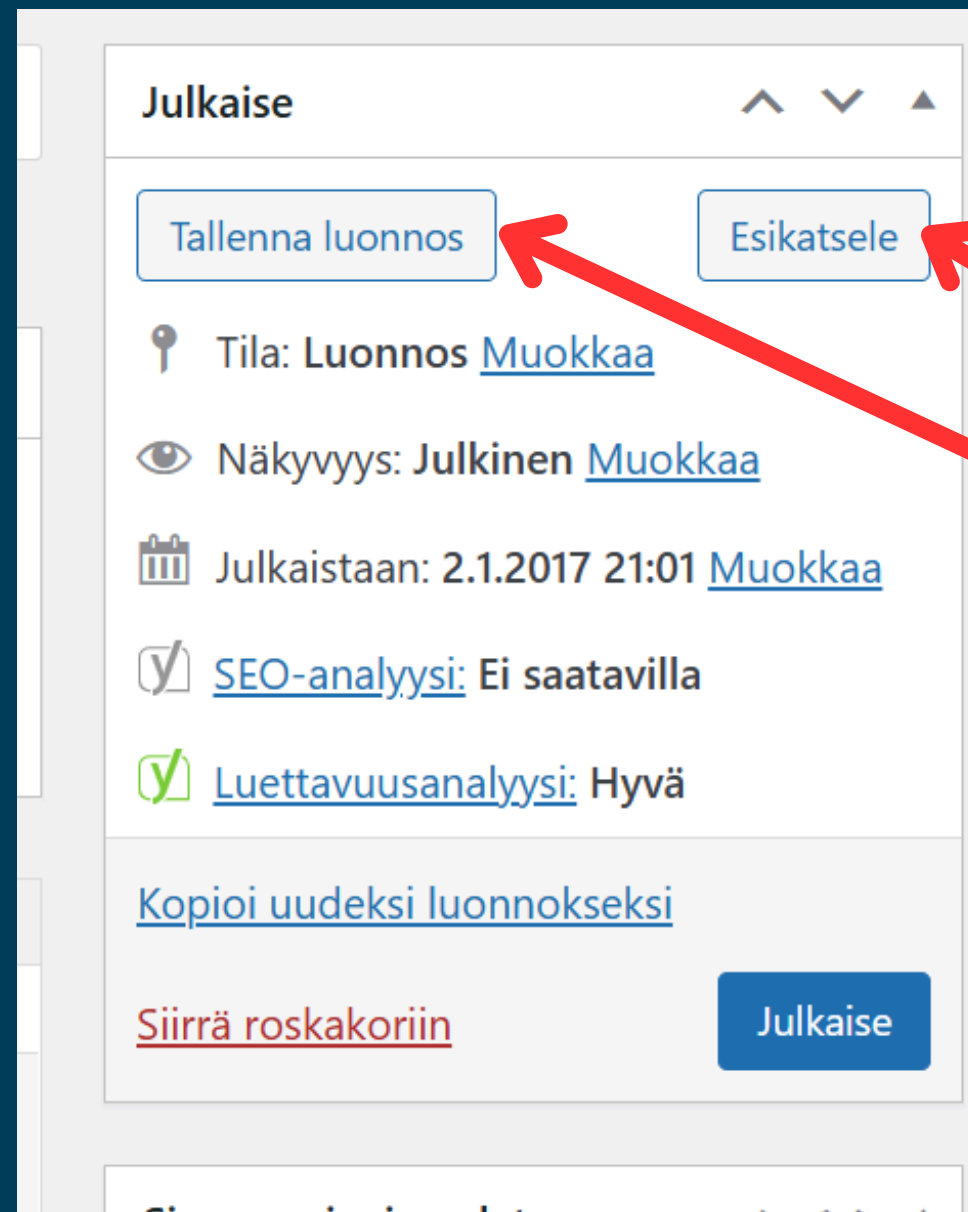 Julkaise
Tallenna luonnos Esikatsele
Tila: Luonnos Muokkaa
Näkyvyys: Julkinen Muokkaa
Julkaistaan: 2.1.2017 21:01 Muokkaa
SEO-analyysi: Ei saatavilla
Luettavuusanalyysi: Hyvä
Kopioi uudeksi luonnokseksi
Siirrä roskakoriin Julkaise